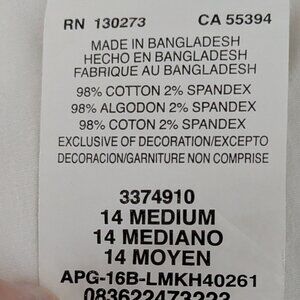 RN 130273 CA 55394
MADE IN BANGLADESH
HECHO EN BANGLADESH
FABRIQUE AU BANGLADESH
98% COTTON 2% SPANDEX
98% ALGODON 2% SPANDEX
98% COTON 2% SPANDEX
EXCLUSIVE OF DECORATION/EXCEPTO
DECORACION/GARNITURE NON COMPRISE
3374910
14 MEDIUM
14 MEDIANO
14 MOYEN
APG-16B-LMKH40261